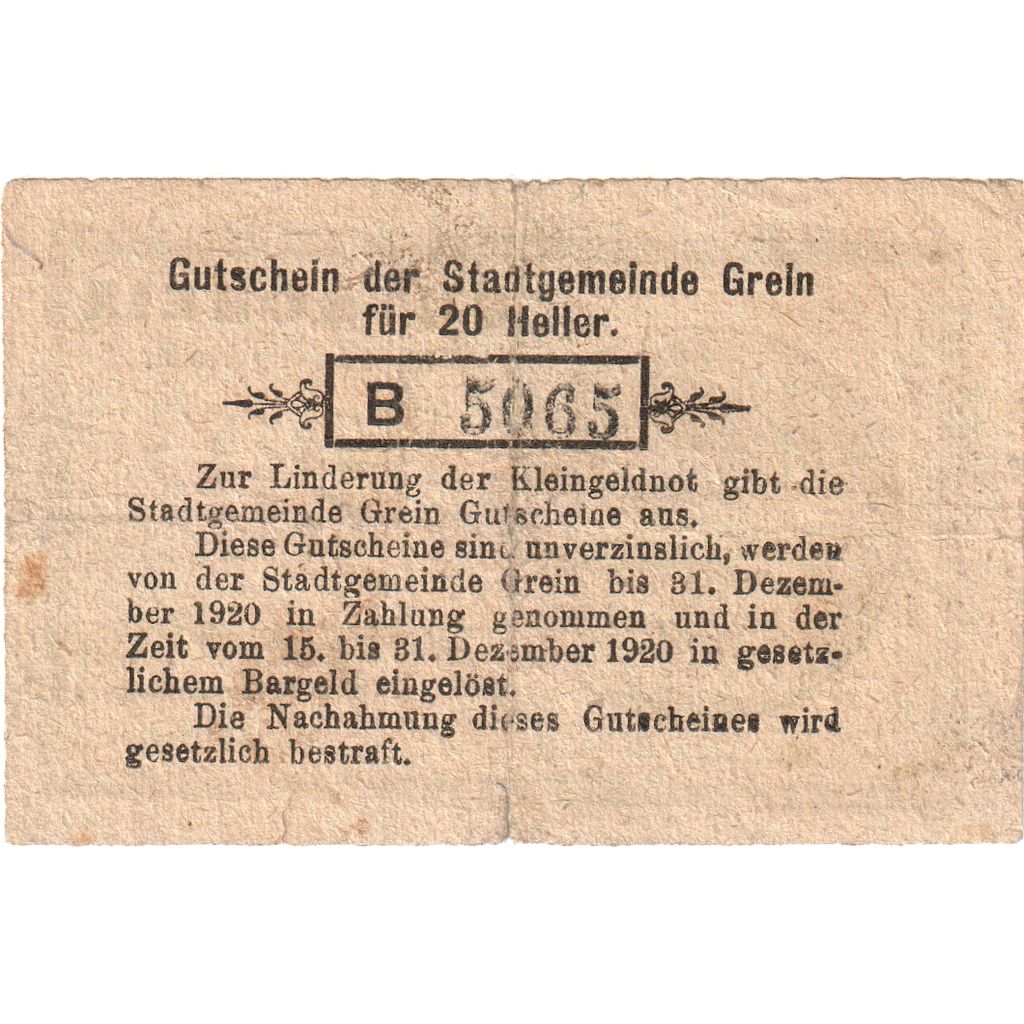 Gutschein der Stadtgemeinde Grein
für 20 Heller.
B 5065
Zur Linderung der Kleingeldnot gibt die
Stadtgemeinde Grein Gutscheine aus.
Diese Gutscheine sind unverzinslich, werden
von der Stadtgemeinde Grein bis 31. Dezem-
ber 1920 in Zahlung genommen und in der
Zeit vom 15. bis 31. Dezember 1920 in gesetz-
lichem Bargeld eingelöst.
Die Nachahmung dieses Gutscheines wird
gesetzlich bestraft.